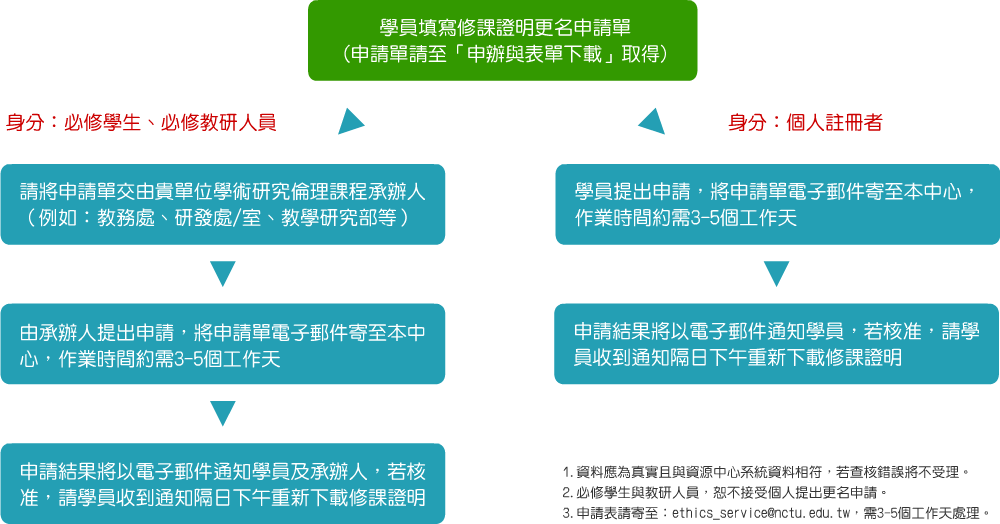 學員填寫修課證明更名申請單
(申請單請至「申辦與表單下載」取得)
身分：必修學生、必修教研人員
請將申請單交由貴單位學術研究倫理課程承辦人
（例如：教務處、研發處/室、教學研究部等）
由承辦人提出申請，將申請單電子郵件寄至本中
心，作業時間約需3-5個工作天
申請結果將以電子郵件通知學員及承辦人，若核
准，請學員收到通知隔日下午重新下載修課證明
身分：個人註冊者
學員提出申請，將申請單電子郵件寄至本中心，
作業時間約需3-5個工作天
申請結果將以電子郵件通知學員，若核准，請學
員收到通知隔日下午重新下載修課證明
1.資料應為真實且與資源中心系統資料相符，若查核錯誤將不受理。
2.必修學生與教研人員，恕不接受個人提出更名申請。
3.申請表請寄至：ethics_service@nctu.edu.tw，需3-5個工作天處理。